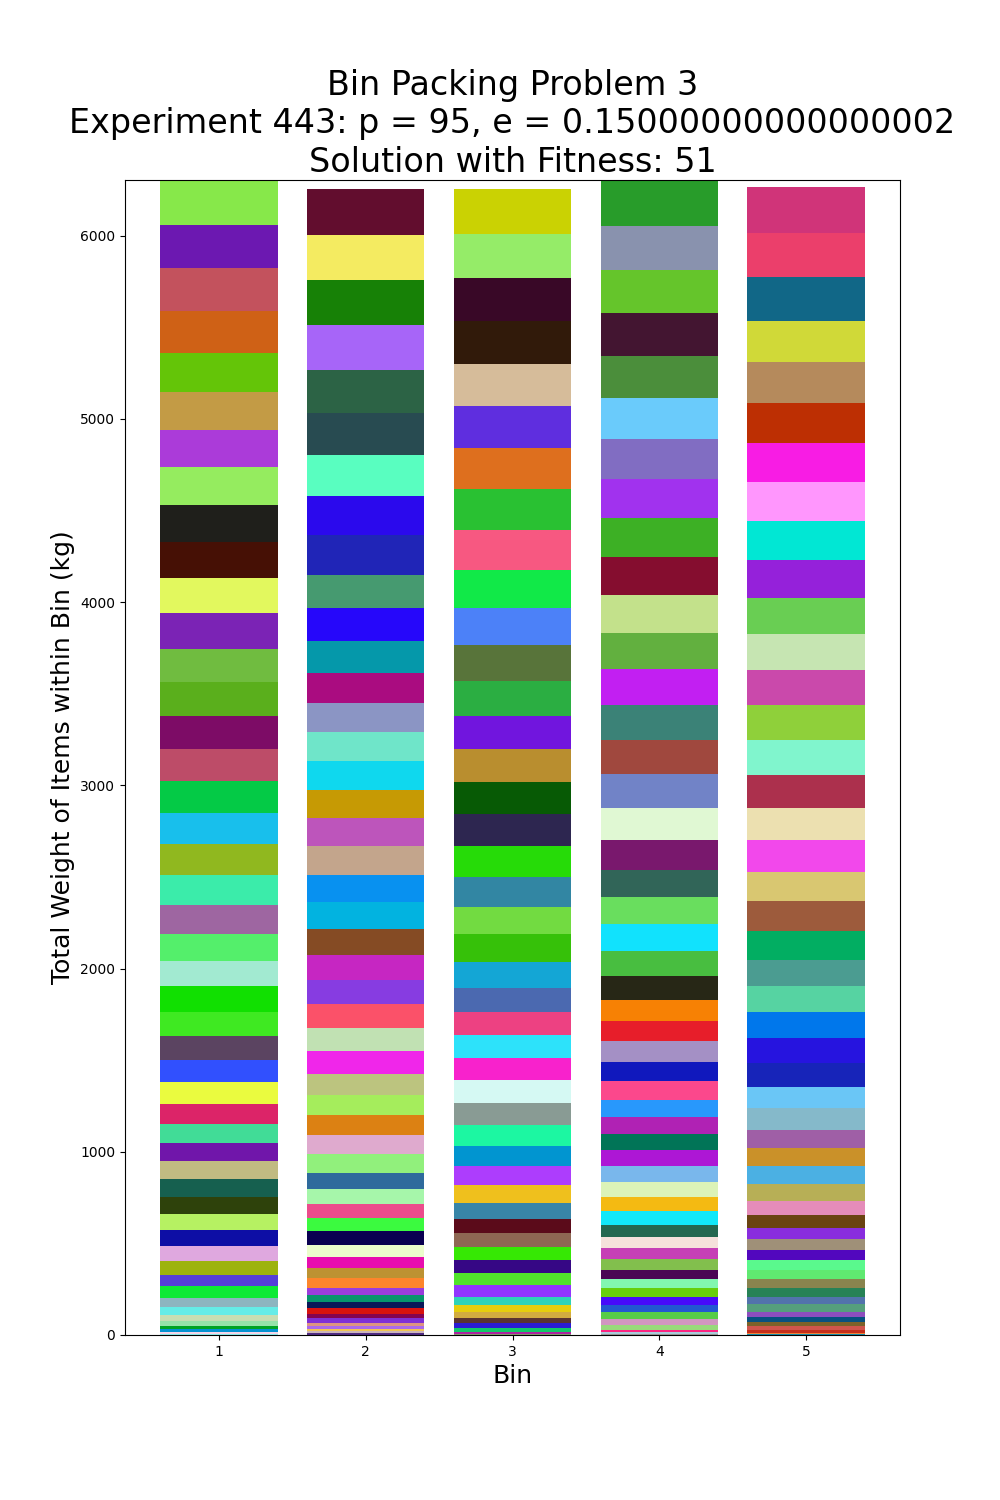 Bin Packing Problem 3
Experiment 443: p = 95, e = 0.15000000000000002
Solution with Fitness: 51
Total Weight of Items within Bin (kg)
6000
5000
4000
3000
2000
1000
0
1 2 3 4 5
Bin